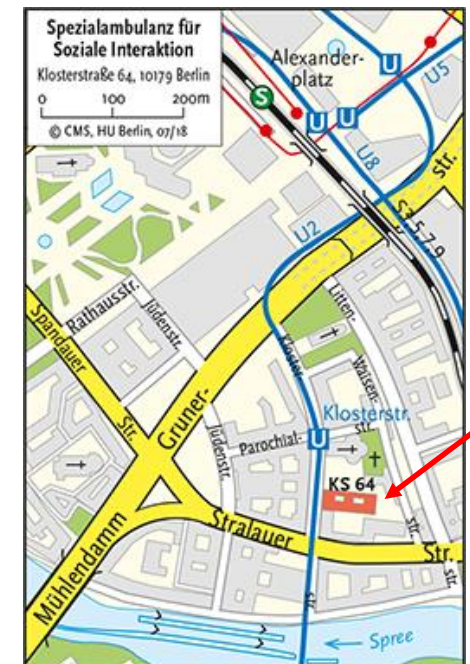 Spezialambulanz für
Soziale Interaktion
Klosterstraße 64, 10179 Berlin
0 100 200m
© CMS, HU Berlin, 07/18
Alexander-
platz
U
U5
S
U
U
U8
str.
S3,5,7,9
U2
Rathausstr.
Jüdenstr.
Litten-
Spandauer
Str.
Kloster
Waisen-
Gruner-
Klosterstr.
Jüdenstr.
Parochial-
U
str.
KS 64
Mühlendamm
Stralauer
str.
Str.
str.
str.
← Spree